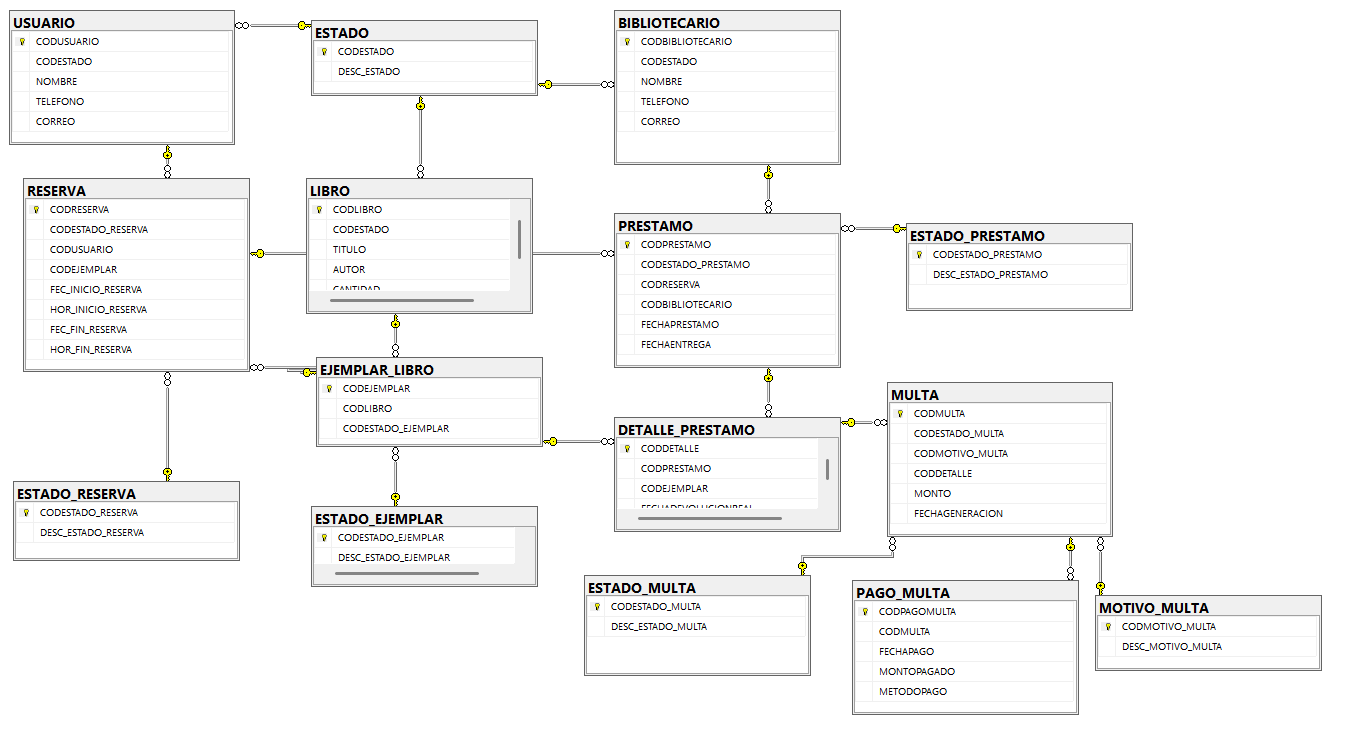 USUARIO
CODUSUARIO
CODESTADO
NOMBRE
TELEFONO
CORREO
ESTADO
CODESTADO
DESC_ESTADO
BIBLIOTECARIO
CODBIBLIOTECARIO
CODESTADO
NOMBRE
TELEFONO
CORREO
RESERVA
CODRESERVA
CODESTADO_RESERVA
CODUSUARIO
CODEJEMPLAR
FEC_INICIO_RESERVA
HOR_INICIO_RESERVA
FEC_FIN_RESERVA
HOR_FIN_RESERVA
LIBRO
CODLIBRO
CODESTADO
TITULO
AUTOR
CANTIDAD
PRESTAMO
CODPRESTAMO
CODESTADO_PRESTAMO
CODRESERVA
CODBIBLIOTECARIO
FECHAPRESTAMO
FECHAENTREGA
ESTADO_PRESTAMO
CODESTADO_PRESTAMO
DESC_ESTADO_PRESTAMO
EJEMPLAR_LIBRO
CODEJEMPLAR
CODLIBRO
CODESTADO_EJEMPLAR
DETALLE_PRESTAMO
CODDETALLE
CODPRESTAMO
CODEJEMPLAR
FECHADEVOLUCIONREAL
MULTA
CODMULTA
CODESTADO_MULTA
CODMOTIVO_MULTA
CODDETALLE
MONTO
FECHAGENERACION
ESTADO_RESERVA
CODESTADO_RESERVA
DESC_ESTADO_RESERVA
ESTADO_EJEMPLAR
CODESTADO_EJEMPLAR
DESC_ESTADO_EJEMPLAR
ESTADO_MULTA
CODESTADO_MULTA
DESC_ESTADO_MULTA
PAGO_MULTA
CODPAGOMULTA
CODMULTA
FECHAPAGO
MONTOPAGADO
METODOPAGO
MOTIVO_MULTA
CODMOTIVO_MULTA
DESC_MOTIVO_MULTA